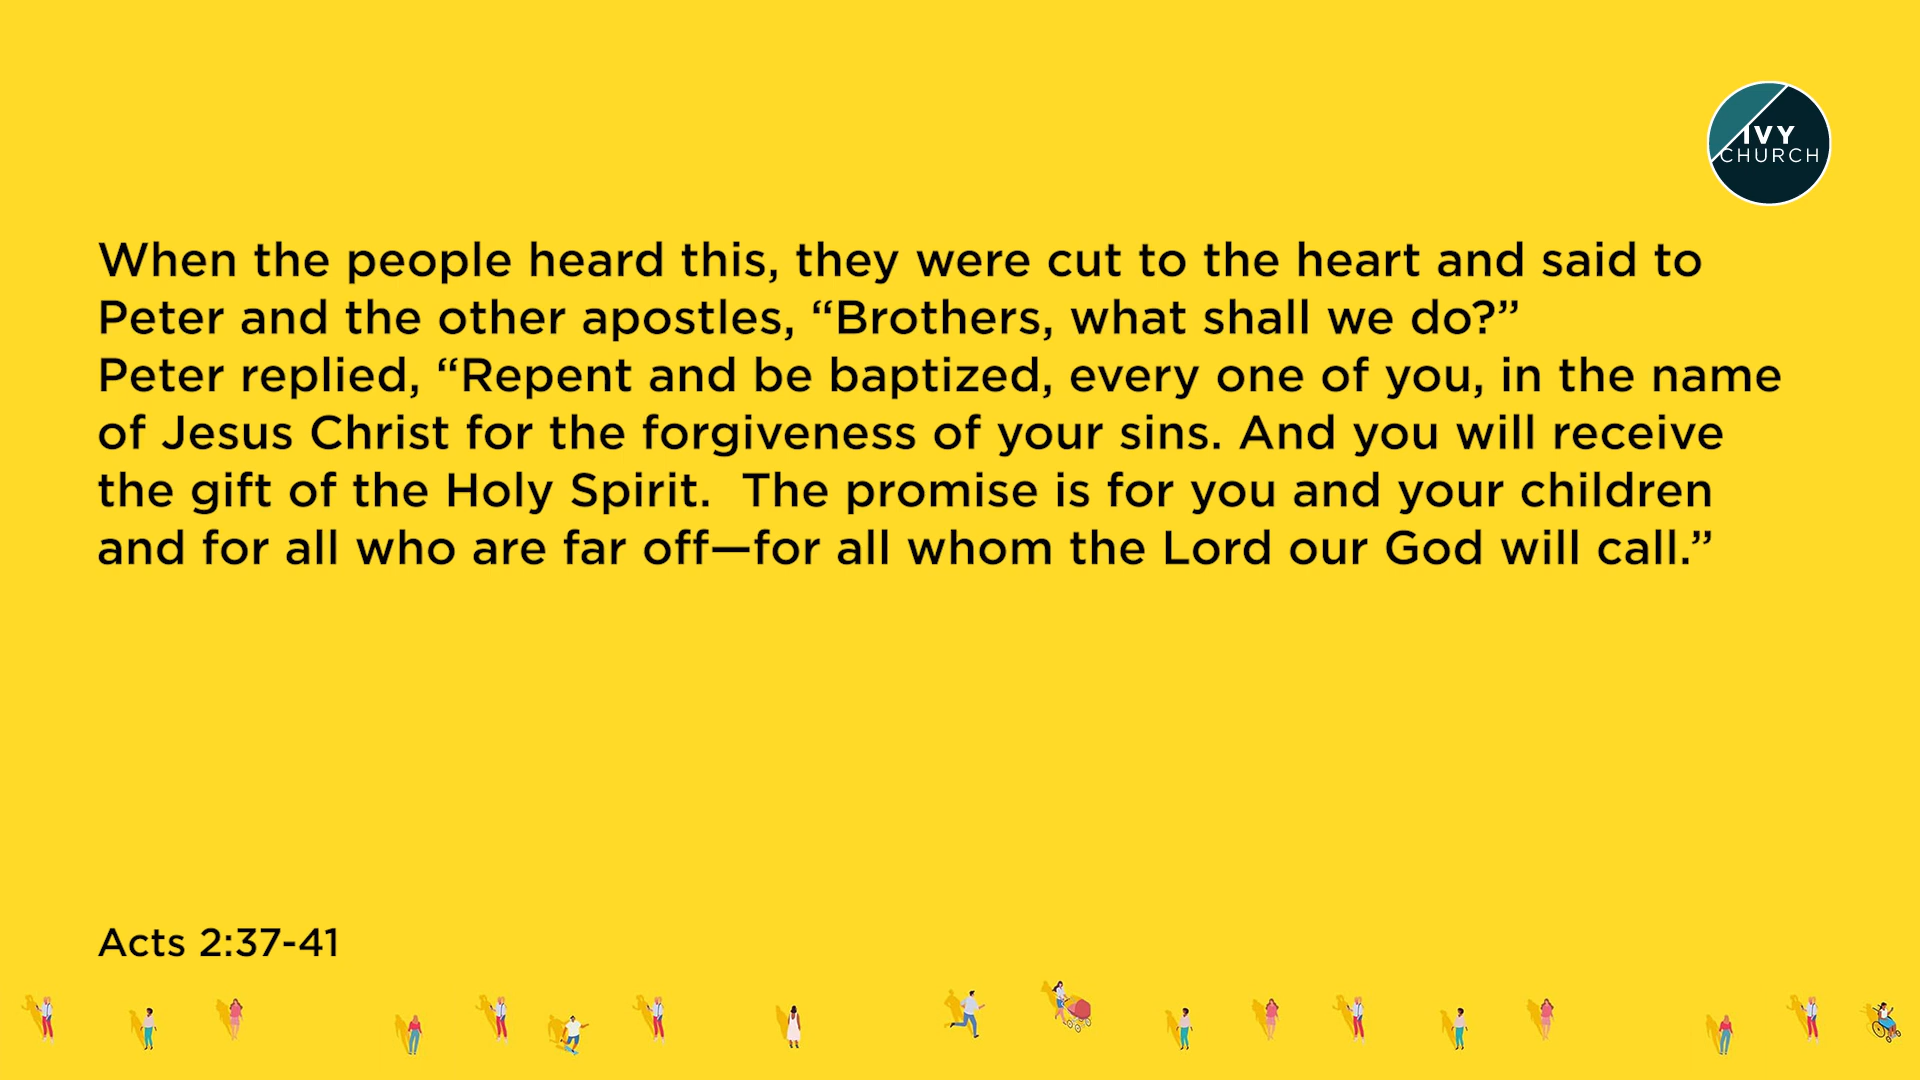 IVY
CHURCH
When the people heard this, they were cut to the heart and said to
Peter and the other apostles, “Brothers, what shall we do?”
Peter replied, “Repent and be baptized, every one of you, in the name
of Jesus Christ for the forgiveness of your sins. And you will receive
the gift of the Holy Spirit.  The promise is for you and your children
and for all who are far off—for all whom the Lord our God will call.”
Acts 2:37-41